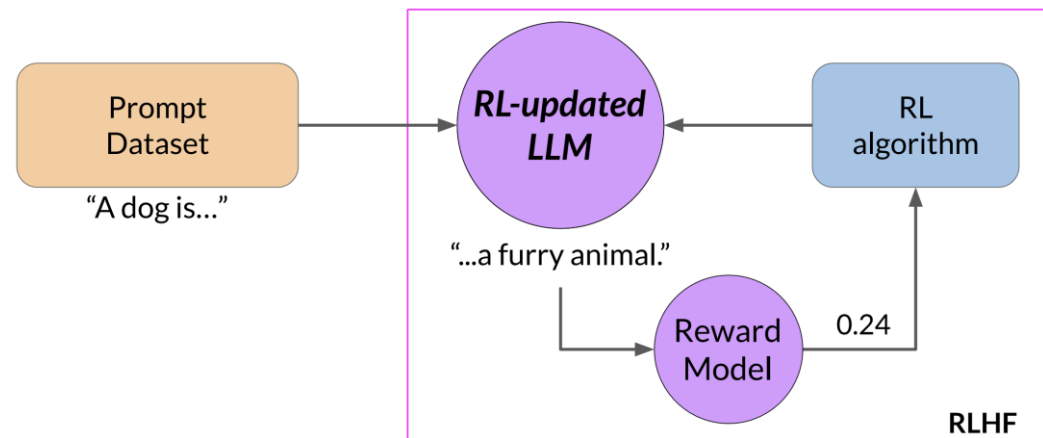 Prompt
Dataset
“A dog is…”
RL-updated
LLM
“...a furry animal.”
RL
algorithm
Reward
Model
0.24
RLHF